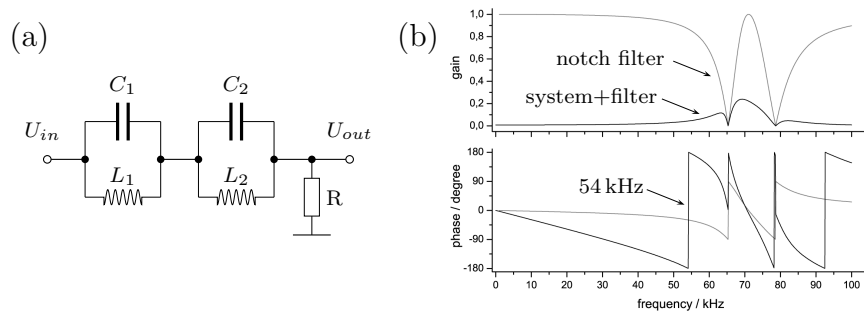 (a)
C1
C2
Uin
Uout
L1
L2
R
(b)
1,0
0,8
0,6
0,4
0,2
0,0
gain
notch filter
system+filter
180
90
0
-90
-180
phase / degree
54 kHz
0 10 20 30 40 50 60 70 80 90 100
frequency / kHz